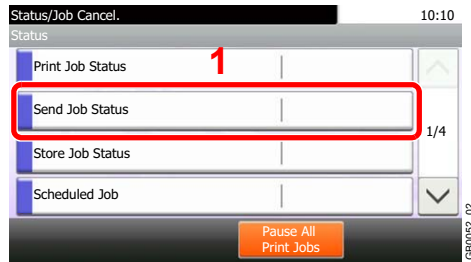 Status/Job Cancel. 10:10
Status
Print Job Status 1
Send Job Status
1/4
Store Job Status
Scheduled Job
Pause All
Print Jobs
GB0052_02